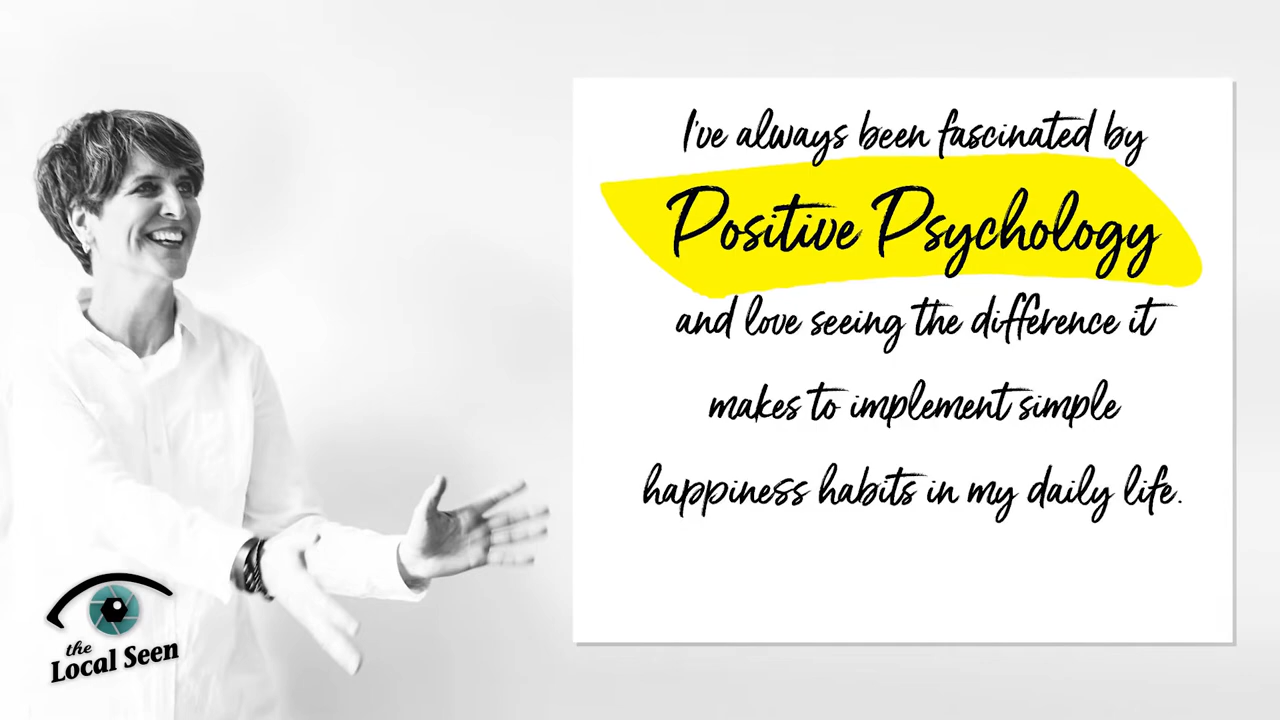 I've always been fascinated by
Positive Psychology
and love seeing the difference it
makes to implement simple
happiness habits in my daily life.
the
Local Seen